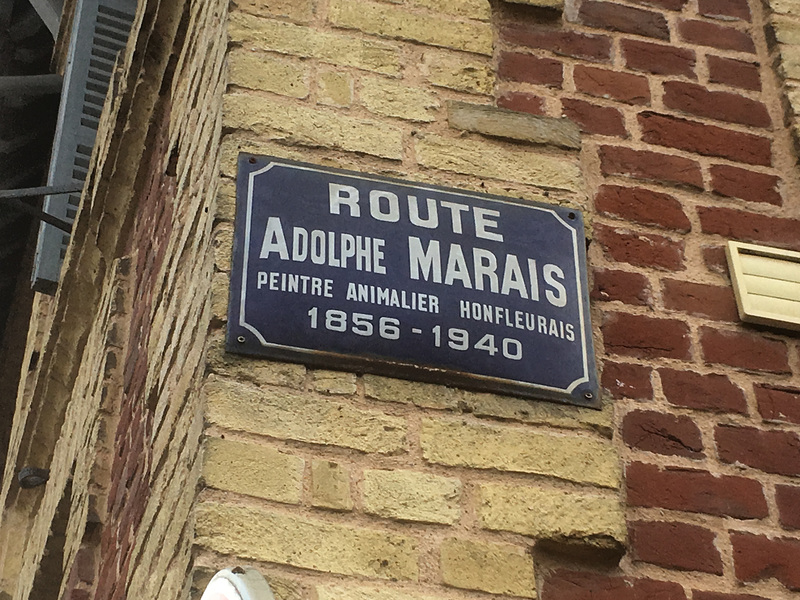 ROUTE
ADOLPHE MARAIS
PEINTRE ANIMALIER HONFLEURAIS
1856 - 1940